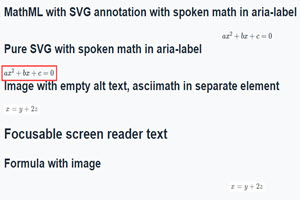 MathML with SVG annotation with spoken math in aria-label
ax² + bx + c = 0
Pure SVG with spoken math in aria-label
ax² + bx + c = 0
Image with empty alt text, asciimath in separate element
x = y + 2z
Focusable screen reader text
Formula with image
x = y + 2z